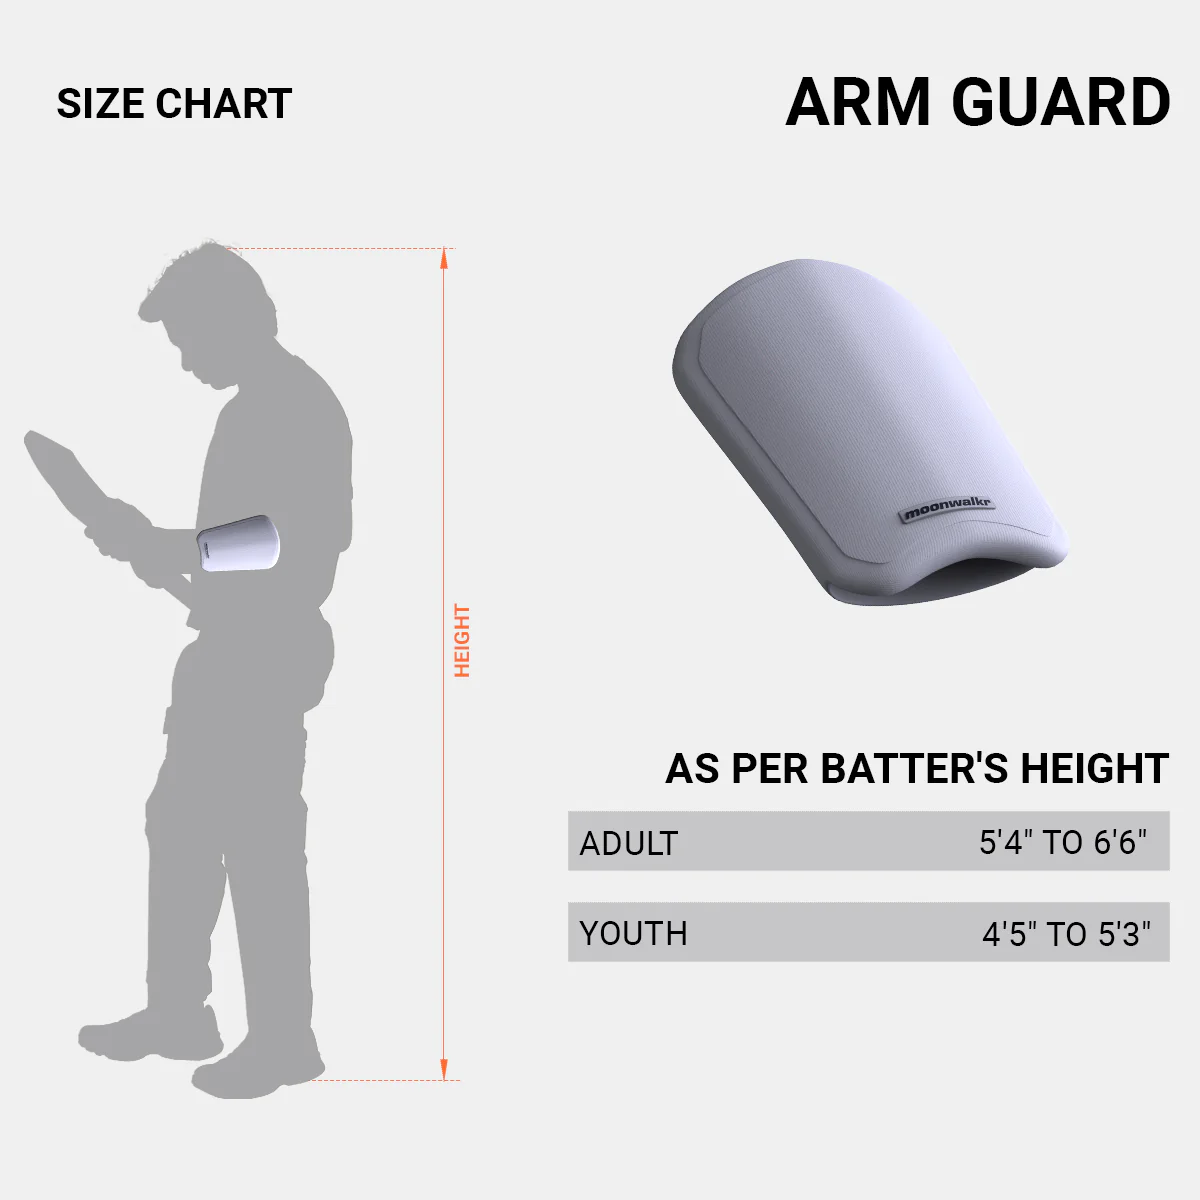 SIZE CHART
ARM GUARD
moonwalkr
HEIGHT
AS PER BATTER'S HEIGHT
ADULT 5'4" TO 6'6"
YOUTH 4'5" TO 5'3"